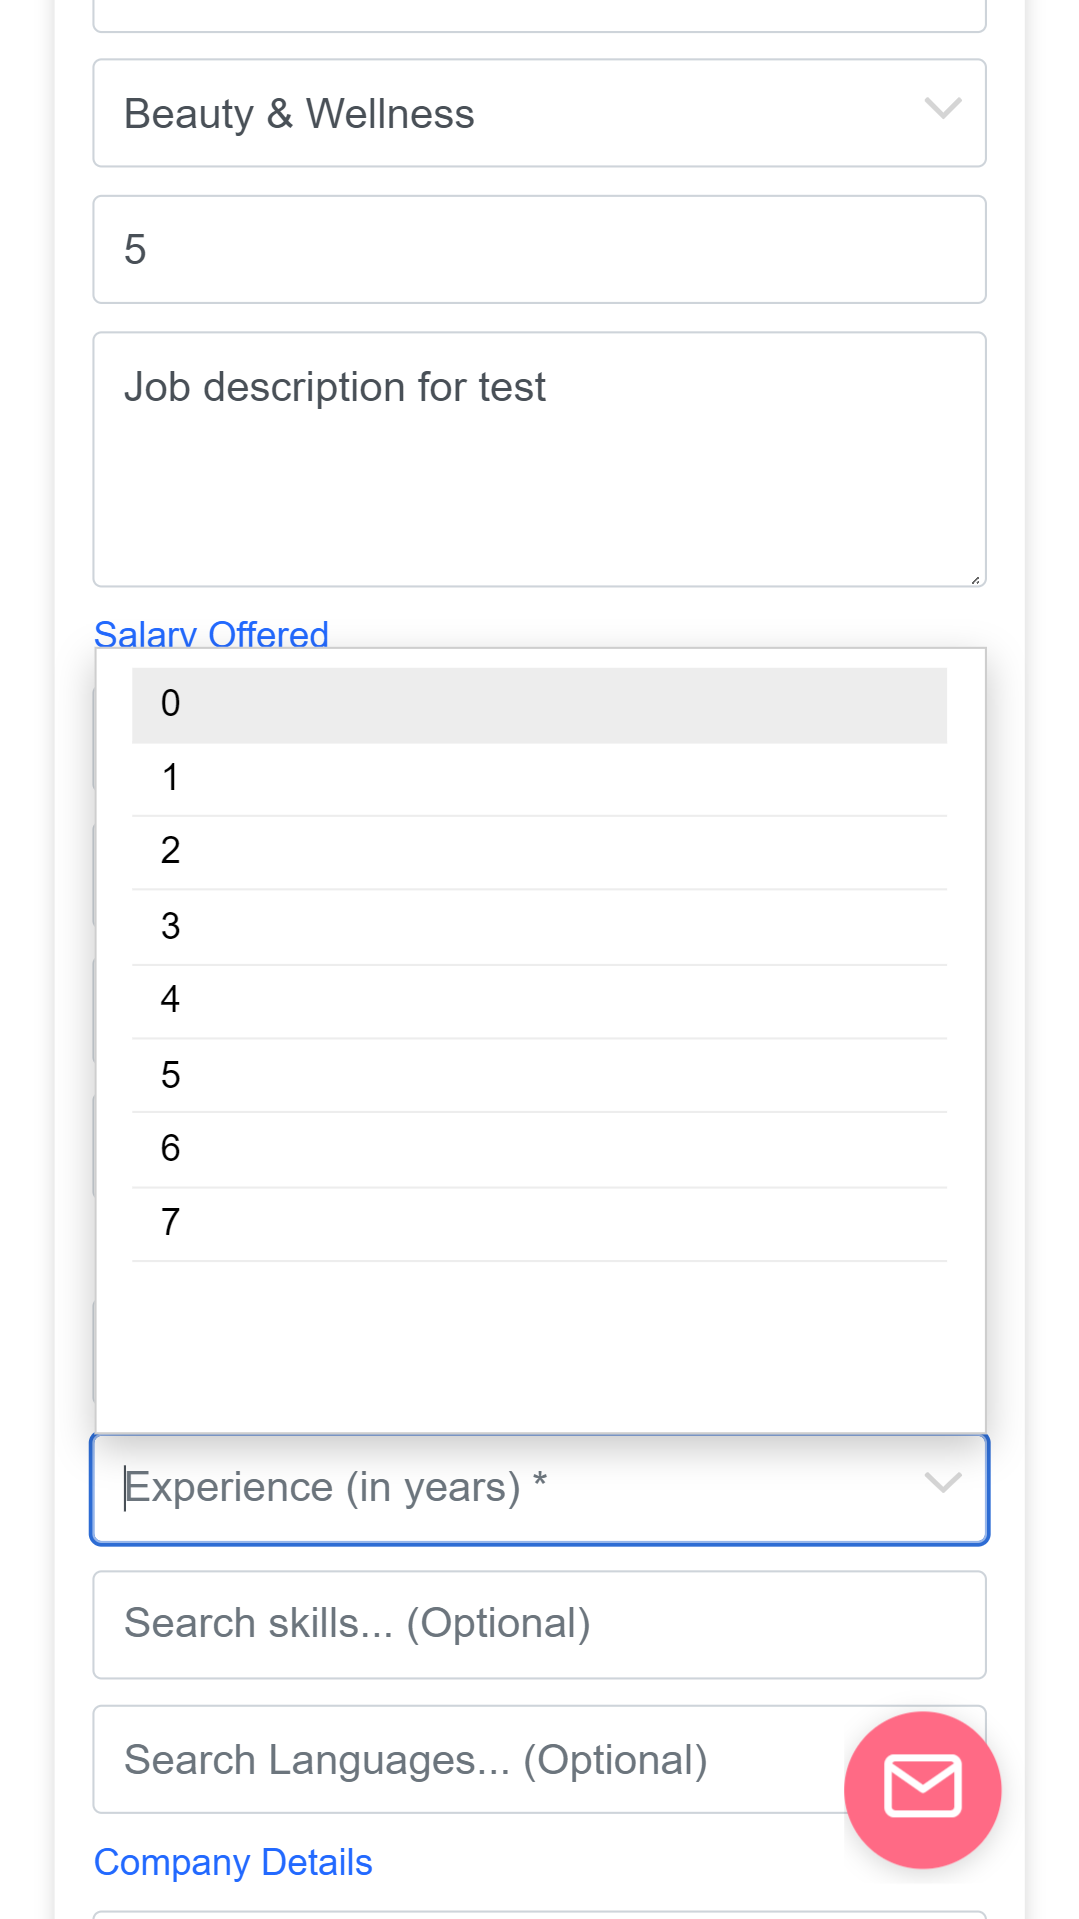 Beauty & Wellness
5
Job description for test
Salary Offered
0
1
2
3
4
5
6
7
Experience (in years) *
Search skills... (Optional)
Search Languages... (Optional)
Company Details